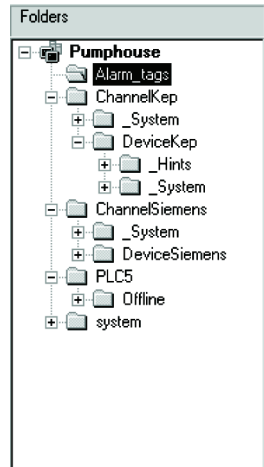 Folders
Pumphouse
Alarm_tags
ChannelKep
_System
DeviceKep
_Hints
_System
ChannelSiemens
_System
DeviceSiemens
PLC5
Offline
system